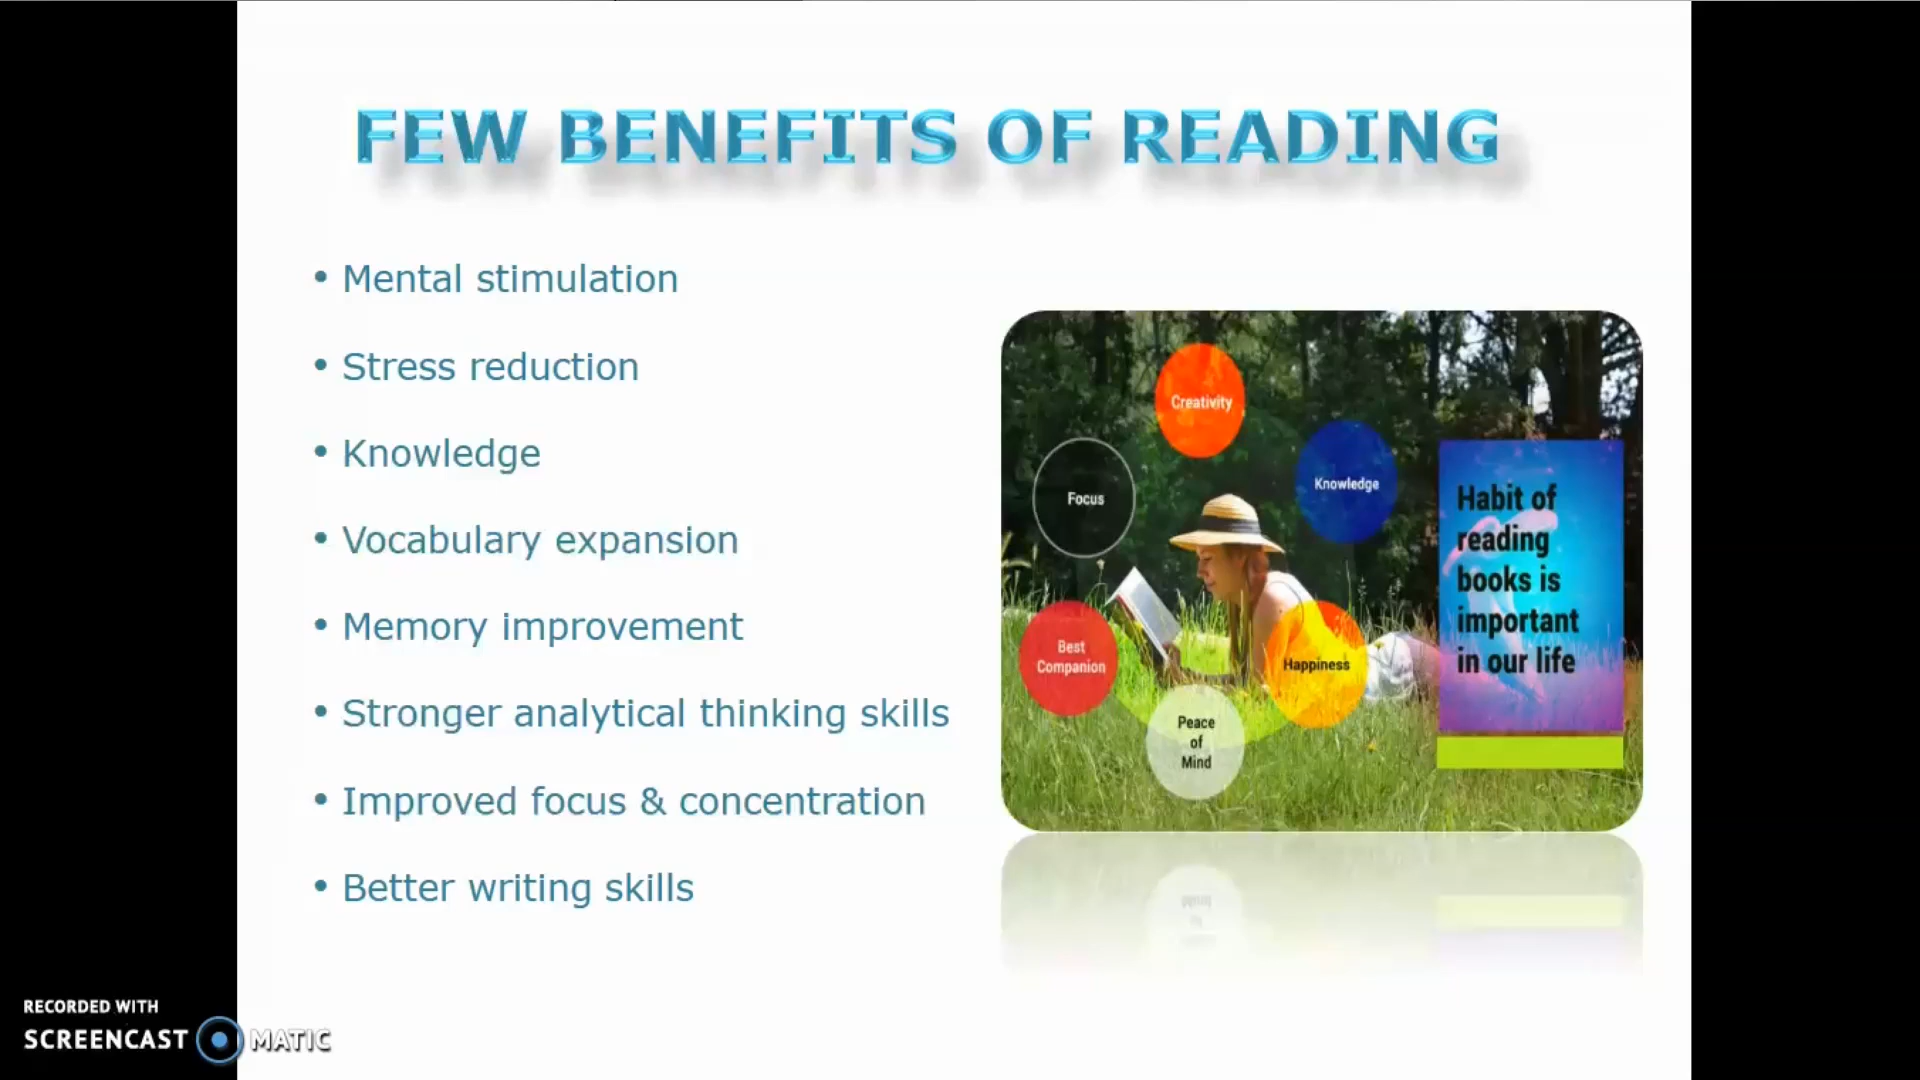 FEW BENEFITS OF READING
• Mental stimulation
• Stress reduction
• Knowledge
• Vocabulary expansion
• Memory improvement
• Stronger analytical thinking skills
• Improved focus & concentration
• Better writing skills
Creativity
Knowledge
Focus
Best
Companion
Happiness
Peace
of
Mind
Habit of
reading
books is
important
in our life
RECORDED WITH
SCREENCAST MATIC